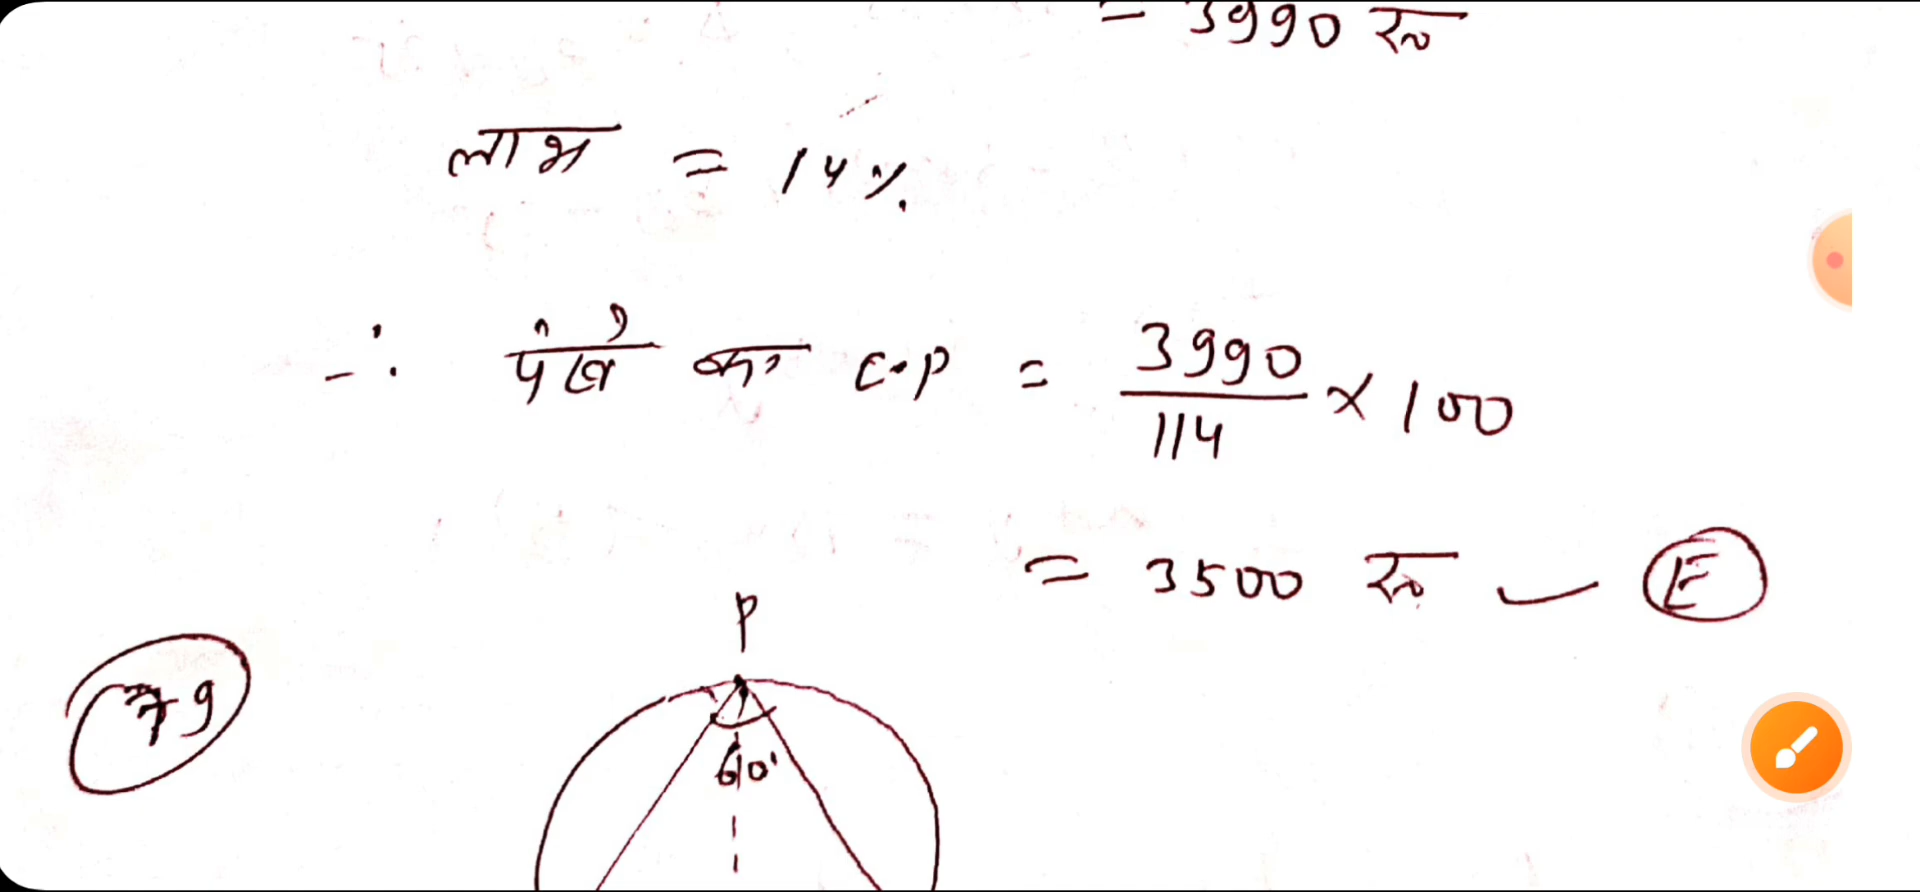 = 3990 रू
लाभ = 14%
∴ पंखे का C.P = 3990/114 × 100
= 3500 रू E
79
P
60°